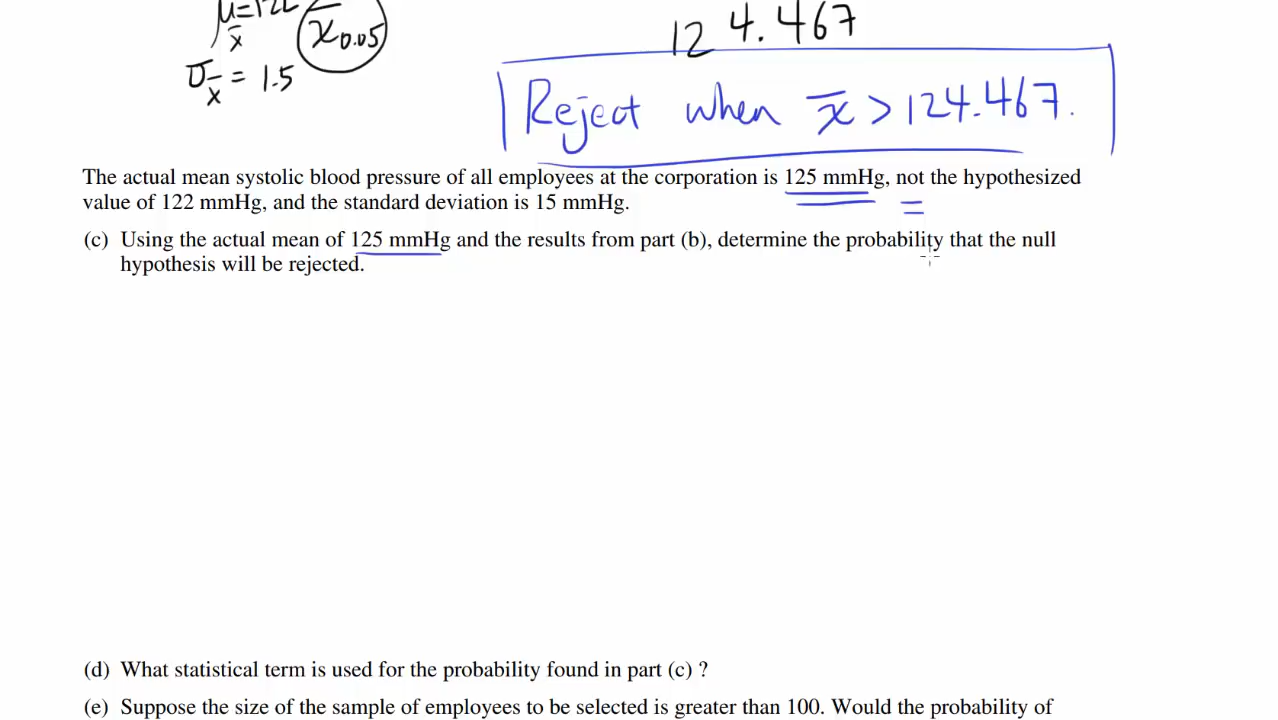 μx̄=122
x̄0.05
124.467
σx̄ = 1.5
Reject when x̄ > 124.467.
The actual mean systolic blood pressure of all employees at the corporation is 125 mmHg, not the hypothesized
value of 122 mmHg, and the standard deviation is 15 mmHg.
(c) Using the actual mean of 125 mmHg and the results from part (b), determine the probability that the null
hypothesis will be rejected.
(d) What statistical term is used for the probability found in part (c) ?
(e) Suppose the size of the sample of employees to be selected is greater than 100. Would the probability of